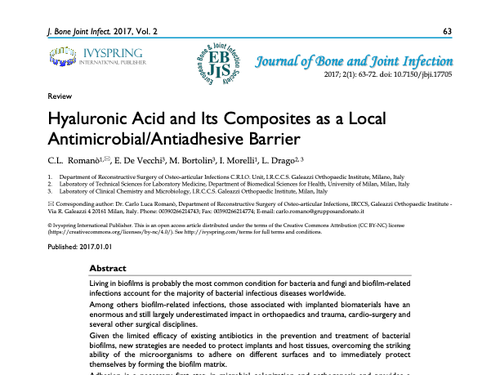 J. Bone Joint Infect. 2017, Vol. 2 63
IVYSPRING
INTERNATIONAL PUBLISHER
European Bone & Joint Infection Society
EB
JIS
Journal of Bone and Joint Infection
2017; 2(1): 63-72. doi: 10.7150/jbji.17705
Review
Hyaluronic Acid and Its Composites as a Local
Antimicrobial/Antiadhesive Barrier
C.L. Romanò1,✉, E. De Vecchi3, M. Bortolin3, I. Morelli1, L. Drago2, 3
1. Department of Reconstructive Surgery of Osteo-articular Infections C.R.I.O. Unit, I.R.C.C.S. Galeazzi Orthopaedic Institute, Milano, Italy
2. Laboratory of Technical Sciences for Laboratory Medicine, Department of Biomedical Sciences for Health, University of Milan, Milan, Italy
3. Laboratory of Clinical Chemistry and Microbiology, I.R.C.C.S. Galeazzi Orthopaedic Institute, Milan, Italy
✉ Corresponding author: Dr. Carlo Luca Romanò, Department of Reconstructive Surgery of Osteo-articular Infections, IRCCS, Galeazzi Orthopaedic Institute -
Via R. Galeazzi 4 20161 Milan, Italy. Phone: 00390266214743; Fax: 00390266214774; E-mail: carlo.romano@grupposandonato.it
© Ivyspring International Publisher. This is an open access article distributed under the terms of the Creative Commons Attribution (CC BY-NC) license
(https://creativecommons.org/licenses/by-nc/4.0/). See http://ivyspring.com/terms for full terms and conditions.
Published: 2017.01.01
Abstract
Living in biofilms is probably the most common condition for bacteria and fungi and biofilm-related
infections account for the majority of bacterial infectious diseases worldwide.
Among others biofilm-related infections, those associated with implanted biomaterials have an
enormous and still largely underestimated impact in orthopaedics and trauma, cardio-surgery and
several other surgical disciplines.
Given the limited efficacy of existing antibiotics in the prevention and treatment of bacterial
biofilms, new strategies are needed to protect implants and host tissues, overcoming the striking
ability of the microorganisms to adhere on different surfaces and to immediately protect
themselves by forming the biofilm matrix.